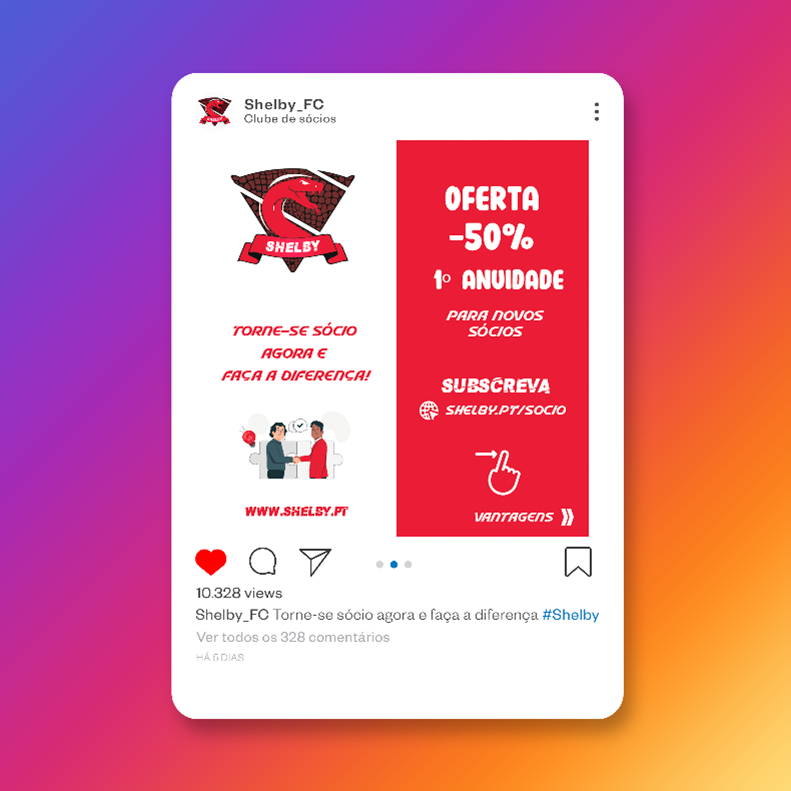 Shelby_FC
Clube de sócios
SHELBY
TORNE-SE SÓCIO
AGORA E
FAÇA A DIFERENÇA!
WWW.SHELBY.PT
OFERTA
-50%
1º ANUIDADE
PARA NOVOS
SÓCIOS
SUBSCREVA
SHELBY.PT/SOCIO
VANTAGENS
10.328 views
Shelby_FC Torne-se sócio agora e faça a diferença #Shelby
Ver todos os 328 comentários
HÁ 5 DIAS